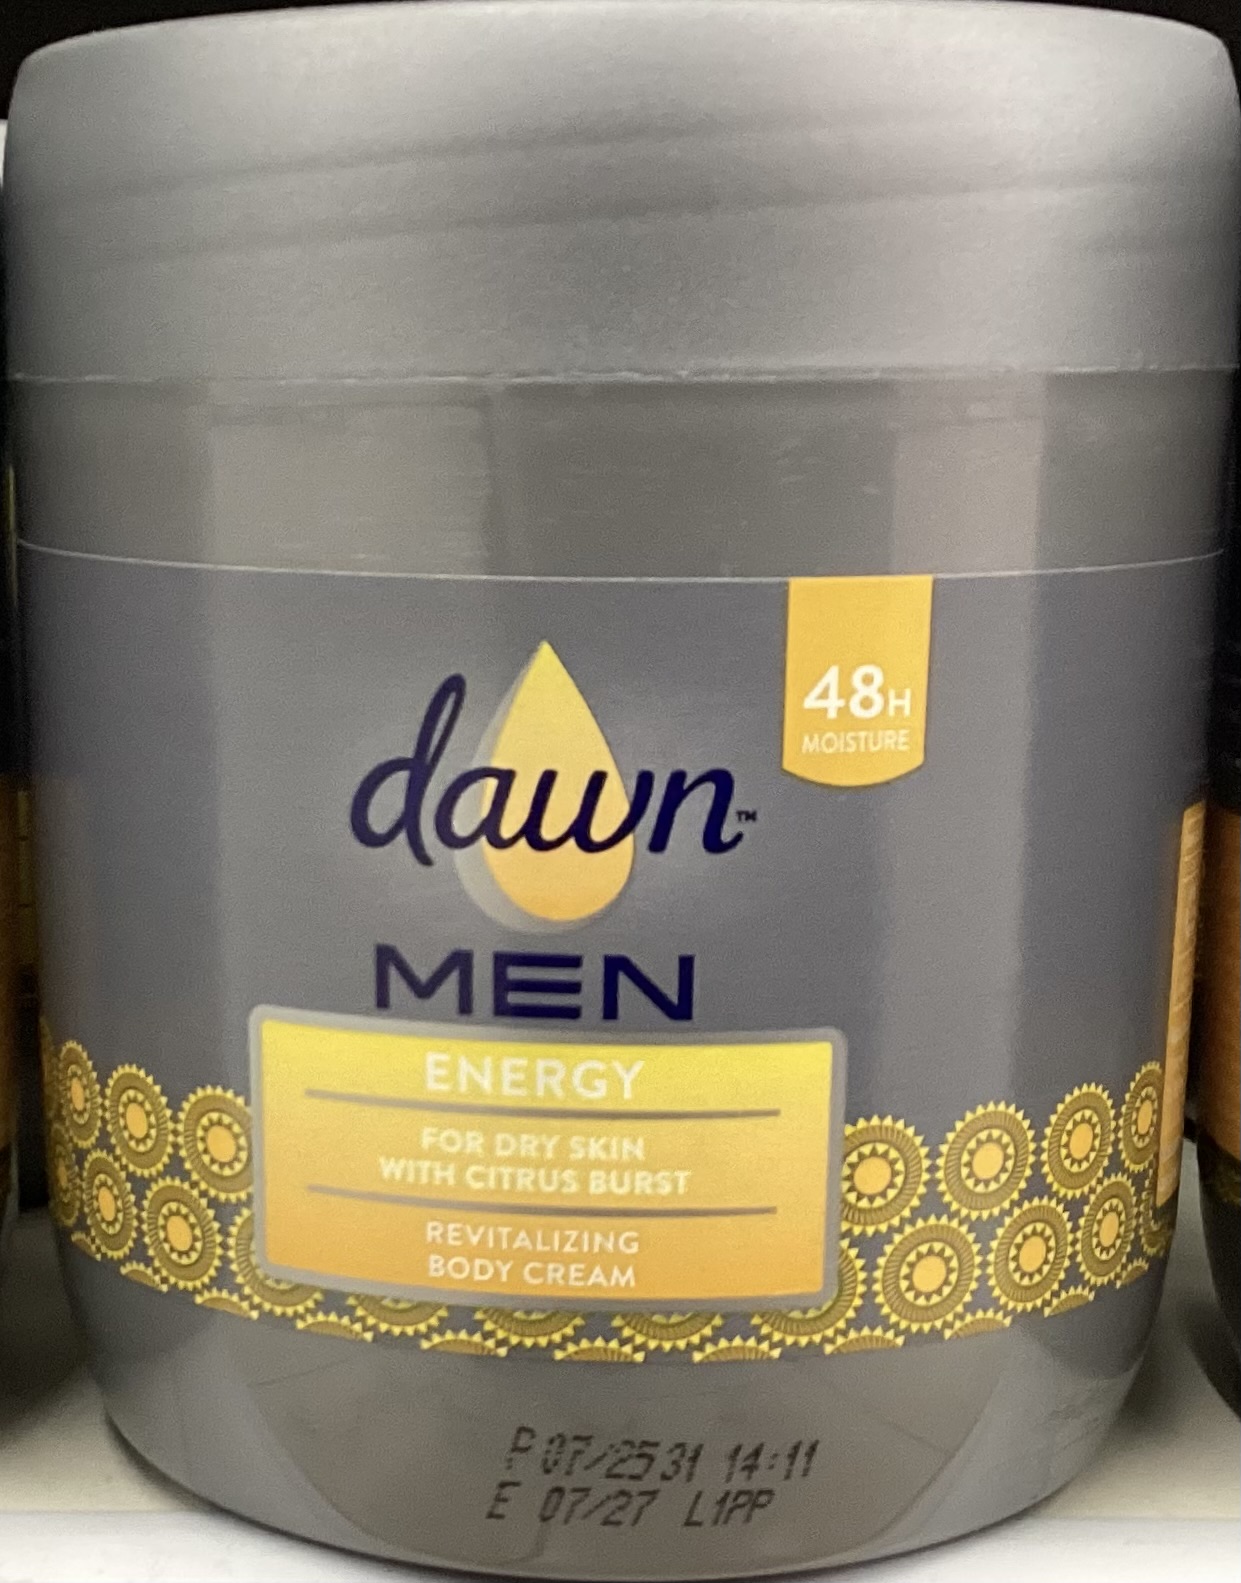 48H
MOISTURE
dawn™
MEN
ENERGY
FOR DRY SKIN
WITH CITRUS BURST
REVITALIZING
BODY CREAM
P 07/25 31 14:11
E 07/27 L1PP